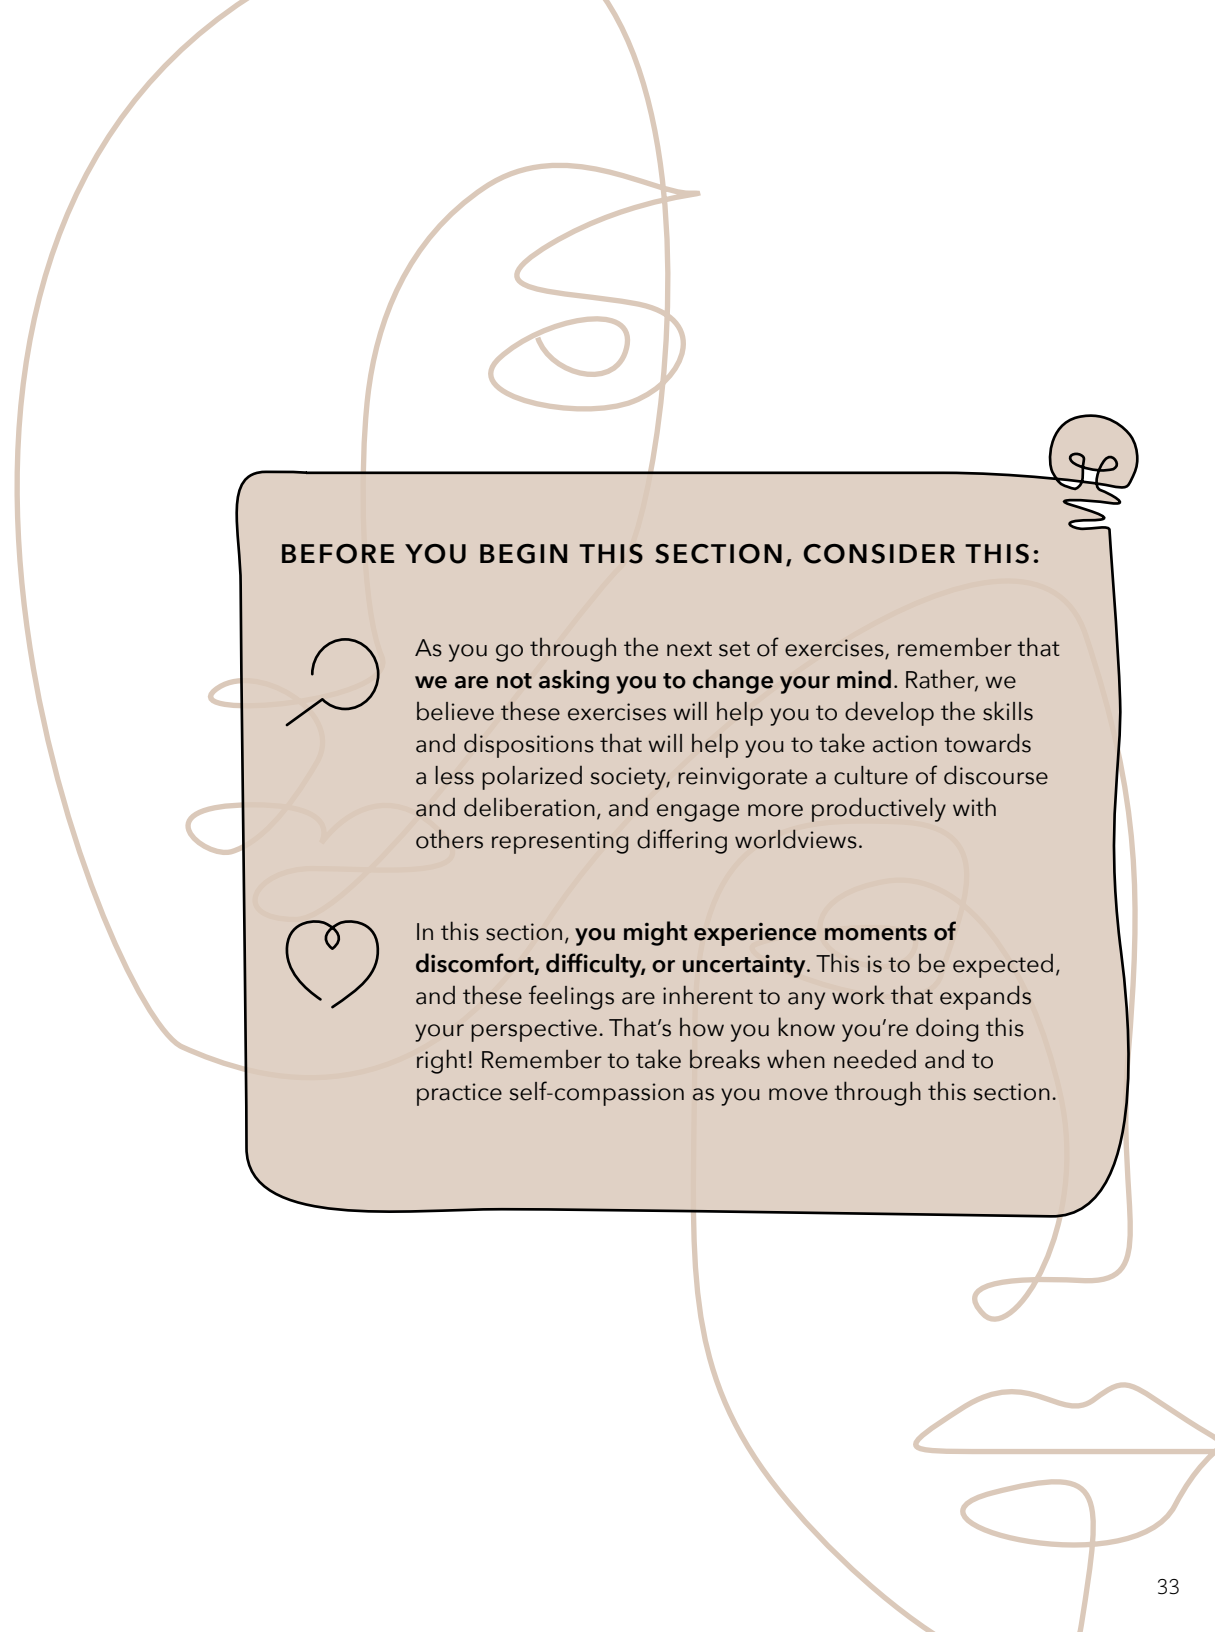 BEFORE YOU BEGIN THIS SECTION, CONSIDER THIS:
As you go through the next set of exercises, remember that
we are not asking you to change your mind. Rather, we
believe these exercises will help you to develop the skills
and dispositions that will help you to take action towards
a less polarized society, reinvigorate a culture of discourse
and deliberation, and engage more productively with
others representing differing worldviews.
In this section, you might experience moments of
discomfort, difficulty, or uncertainty. This is to be expected,
and these feelings are inherent to any work that expands
your perspective. That’s how you know you’re doing this
right! Remember to take breaks when needed and to
practice self-compassion as you move through this section.
33